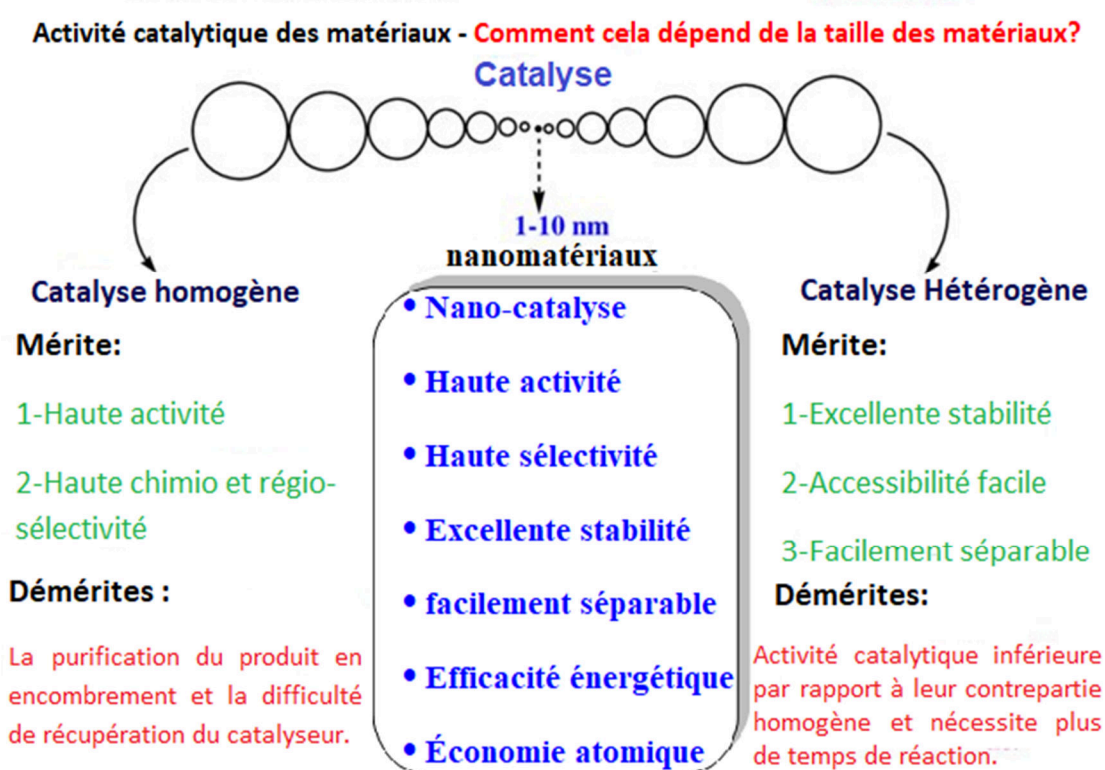 Activité catalytique des matériaux - Comment cela dépend de la taille des matériaux?
Catalyse
1-10 nm
nanomatériaux
Catalyse homogène
Mérite:
1-Haute activité
2-Haute chimio et régio-
sélectivité
Démérites :
La purification du produit en
encombrement et la difficulté
de récupération du catalyseur.
• Nano-catalyse
• Haute activité
• Haute sélectivité
• Excellente stabilité
• facilement séparable
• Efficacité énergétique
• Économie atomique
Catalyse Hétérogène
Mérite:
1-Excellente stabilité
2-Accessibilité facile
3-Facilement séparable
Démérites:
Activité catalytique inférieure
par rapport à leur contrepartie
homogène et nécessite plus
de temps de réaction.